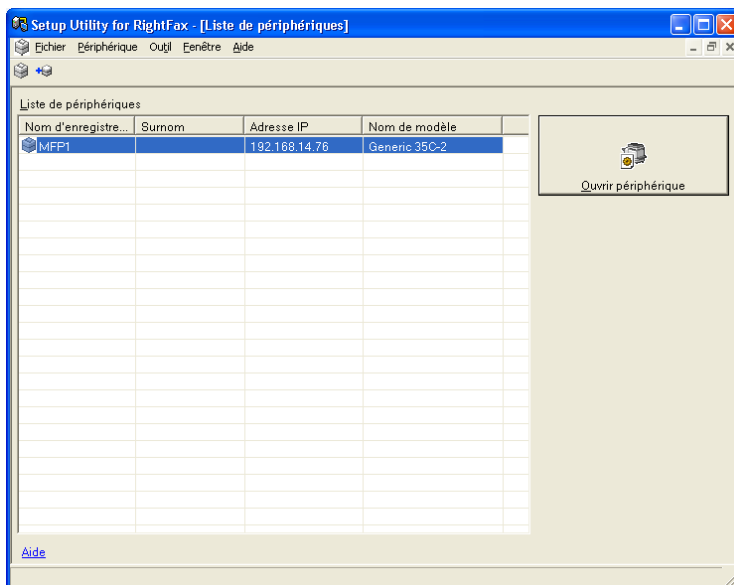 Setup Utility for RightFax - [Liste de périphériques]
Fichier Périphérique Outil Fenêtre Aide
Liste de périphériques
Nom d'enregistre... Surnom Adresse IP Nom de modèle
MFP1 192.168.14.76 Generic 35C-2
Ouvrir périphérique
Aide